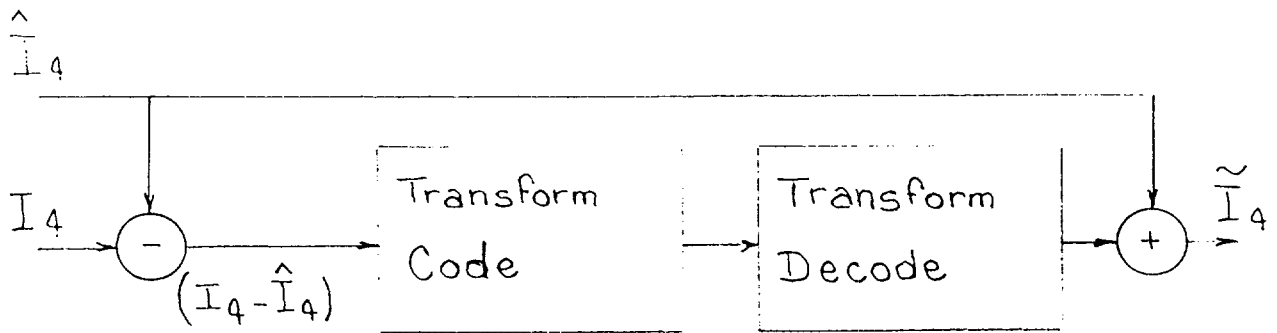 Î₄
I₄
−
(I₄ - Î₄)
Transform
Code
Transform
Decode
+
Ĩ₄